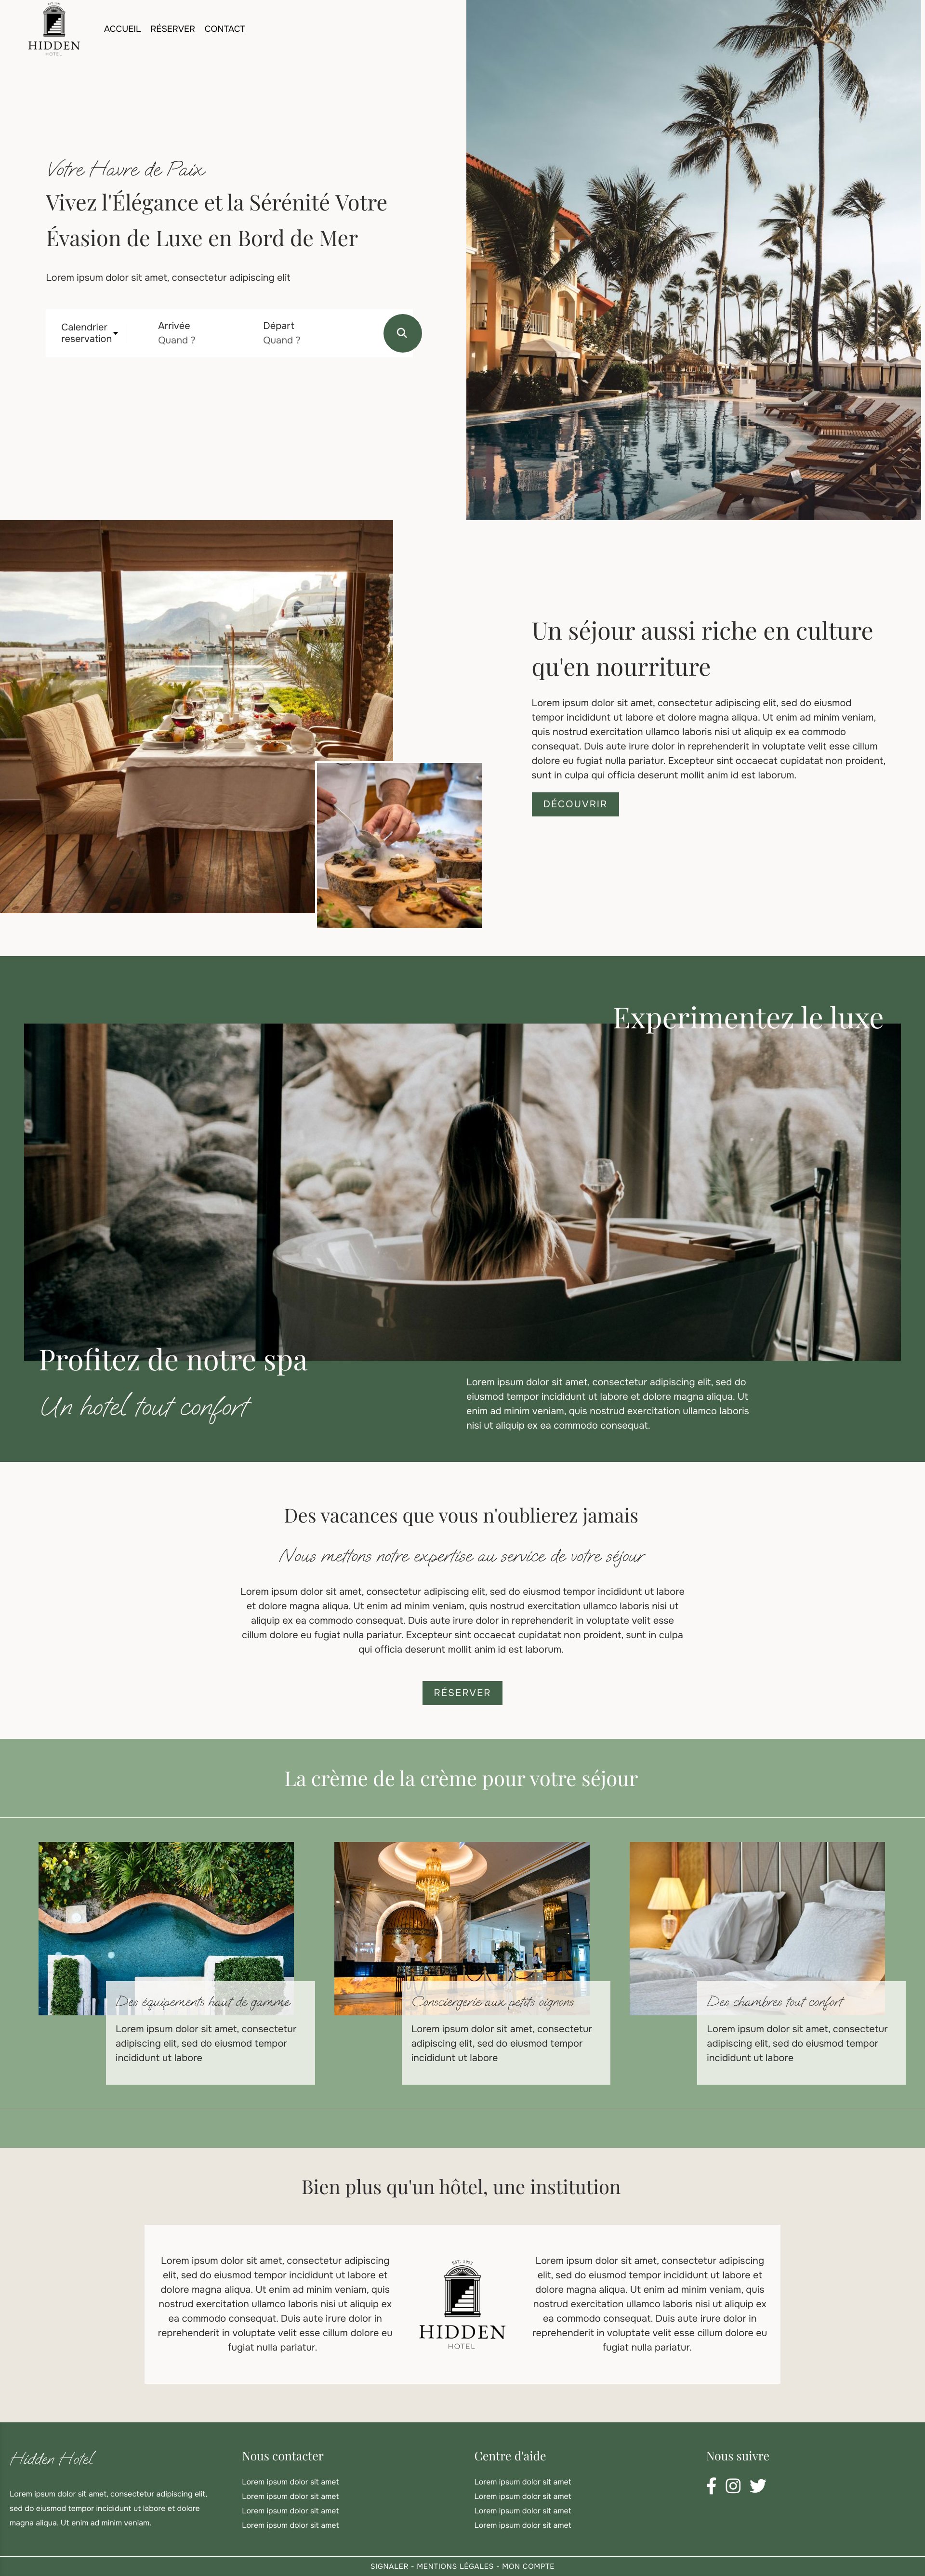 HIDDEN
HOTEL
ACCUEIL RÉSERVER CONTACT
Votre Havre de Paix
Vivez l'Élégance et la Sérénité Votre
Évasion de Luxe en Bord de Mer
Lorem ipsum dolor sit amet, consectetur adipiscing elit
Calendrier
reservation
Arrivée
Quand ?
Départ
Quand ?
Un séjour aussi riche en culture
qu'en nourriture
Lorem ipsum dolor sit amet, consectetur adipiscing elit, sed do eiusmod
tempor incididunt ut labore et dolore magna aliqua. Ut enim ad minim veniam,
quis nostrud exercitation ullamco laboris nisi ut aliquip ex ea commodo
consequat. Duis aute irure dolor in reprehenderit in voluptate velit esse cillum
dolore eu fugiat nulla pariatur. Excepteur sint occaecat cupidatat non proident,
sunt in culpa qui officia deserunt mollit anim id est laborum.
DÉCOUVRIR
Experimentez le luxe
Profitez de notre spa
Un hotel tout confort
Lorem ipsum dolor sit amet, consectetur adipiscing elit, sed do
eiusmod tempor incididunt ut labore et dolore magna aliqua. Ut
enim ad minim veniam, quis nostrud exercitation ullamco laboris
nisi ut aliquip ex ea commodo consequat.
Des vacances que vous n'oublierez jamais
Nous mettons notre expertise au service de votre séjour
Lorem ipsum dolor sit amet, consectetur adipiscing elit, sed do eiusmod tempor incididunt ut labore
et dolore magna aliqua. Ut enim ad minim veniam, quis nostrud exercitation ullamco laboris nisi ut
aliquip ex ea commodo consequat. Duis aute irure dolor in reprehenderit in voluptate velit esse
cillum dolore eu fugiat nulla pariatur. Excepteur sint occaecat cupidatat non proident, sunt in culpa
qui officia deserunt mollit anim id est laborum.
RÉSERVER
La crème de la crème pour votre séjour
Des équipements haut de gamme
Lorem ipsum dolor sit amet, consectetur
adipiscing elit, sed do eiusmod tempor
incididunt ut labore
Consciergerie aux petits oignons
Lorem ipsum dolor sit amet, consectetur
adipiscing elit, sed do eiusmod tempor
incididunt ut labore
Des chambres tout confort
Lorem ipsum dolor sit amet, consectetur
adipiscing elit, sed do eiusmod tempor
incididunt ut labore
Bien plus qu'un hôtel, une institution
Lorem ipsum dolor sit amet, consectetur adipiscing
elit, sed do eiusmod tempor incididunt ut labore et
dolore magna aliqua. Ut enim ad minim veniam, quis
nostrud exercitation ullamco laboris nisi ut aliquip ex
ea commodo consequat. Duis aute irure dolor in
reprehenderit in voluptate velit esse cillum dolore eu
fugiat nulla pariatur.
EST. 1992
HIDDEN
HOTEL
Lorem ipsum dolor sit amet, consectetur adipiscing
elit, sed do eiusmod tempor incididunt ut labore et
dolore magna aliqua. Ut enim ad minim veniam, quis
nostrud exercitation ullamco laboris nisi ut aliquip ex
ea commodo consequat. Duis aute irure dolor in
reprehenderit in voluptate velit esse cillum dolore eu
fugiat nulla pariatur.
Hidden Hotel
Lorem ipsum dolor sit amet, consectetur adipiscing elit,
sed do eiusmod tempor incididunt ut labore et dolore
magna aliqua. Ut enim ad minim veniam.
Nous contacter
Lorem ipsum dolor sit amet
Lorem ipsum dolor sit amet
Lorem ipsum dolor sit amet
Lorem ipsum dolor sit amet
Centre d'aide
Lorem ipsum dolor sit amet
Lorem ipsum dolor sit amet
Lorem ipsum dolor sit amet
Lorem ipsum dolor sit amet
Nous suivre
SIGNALER - MENTIONS LÉGALES - MON COMPTE